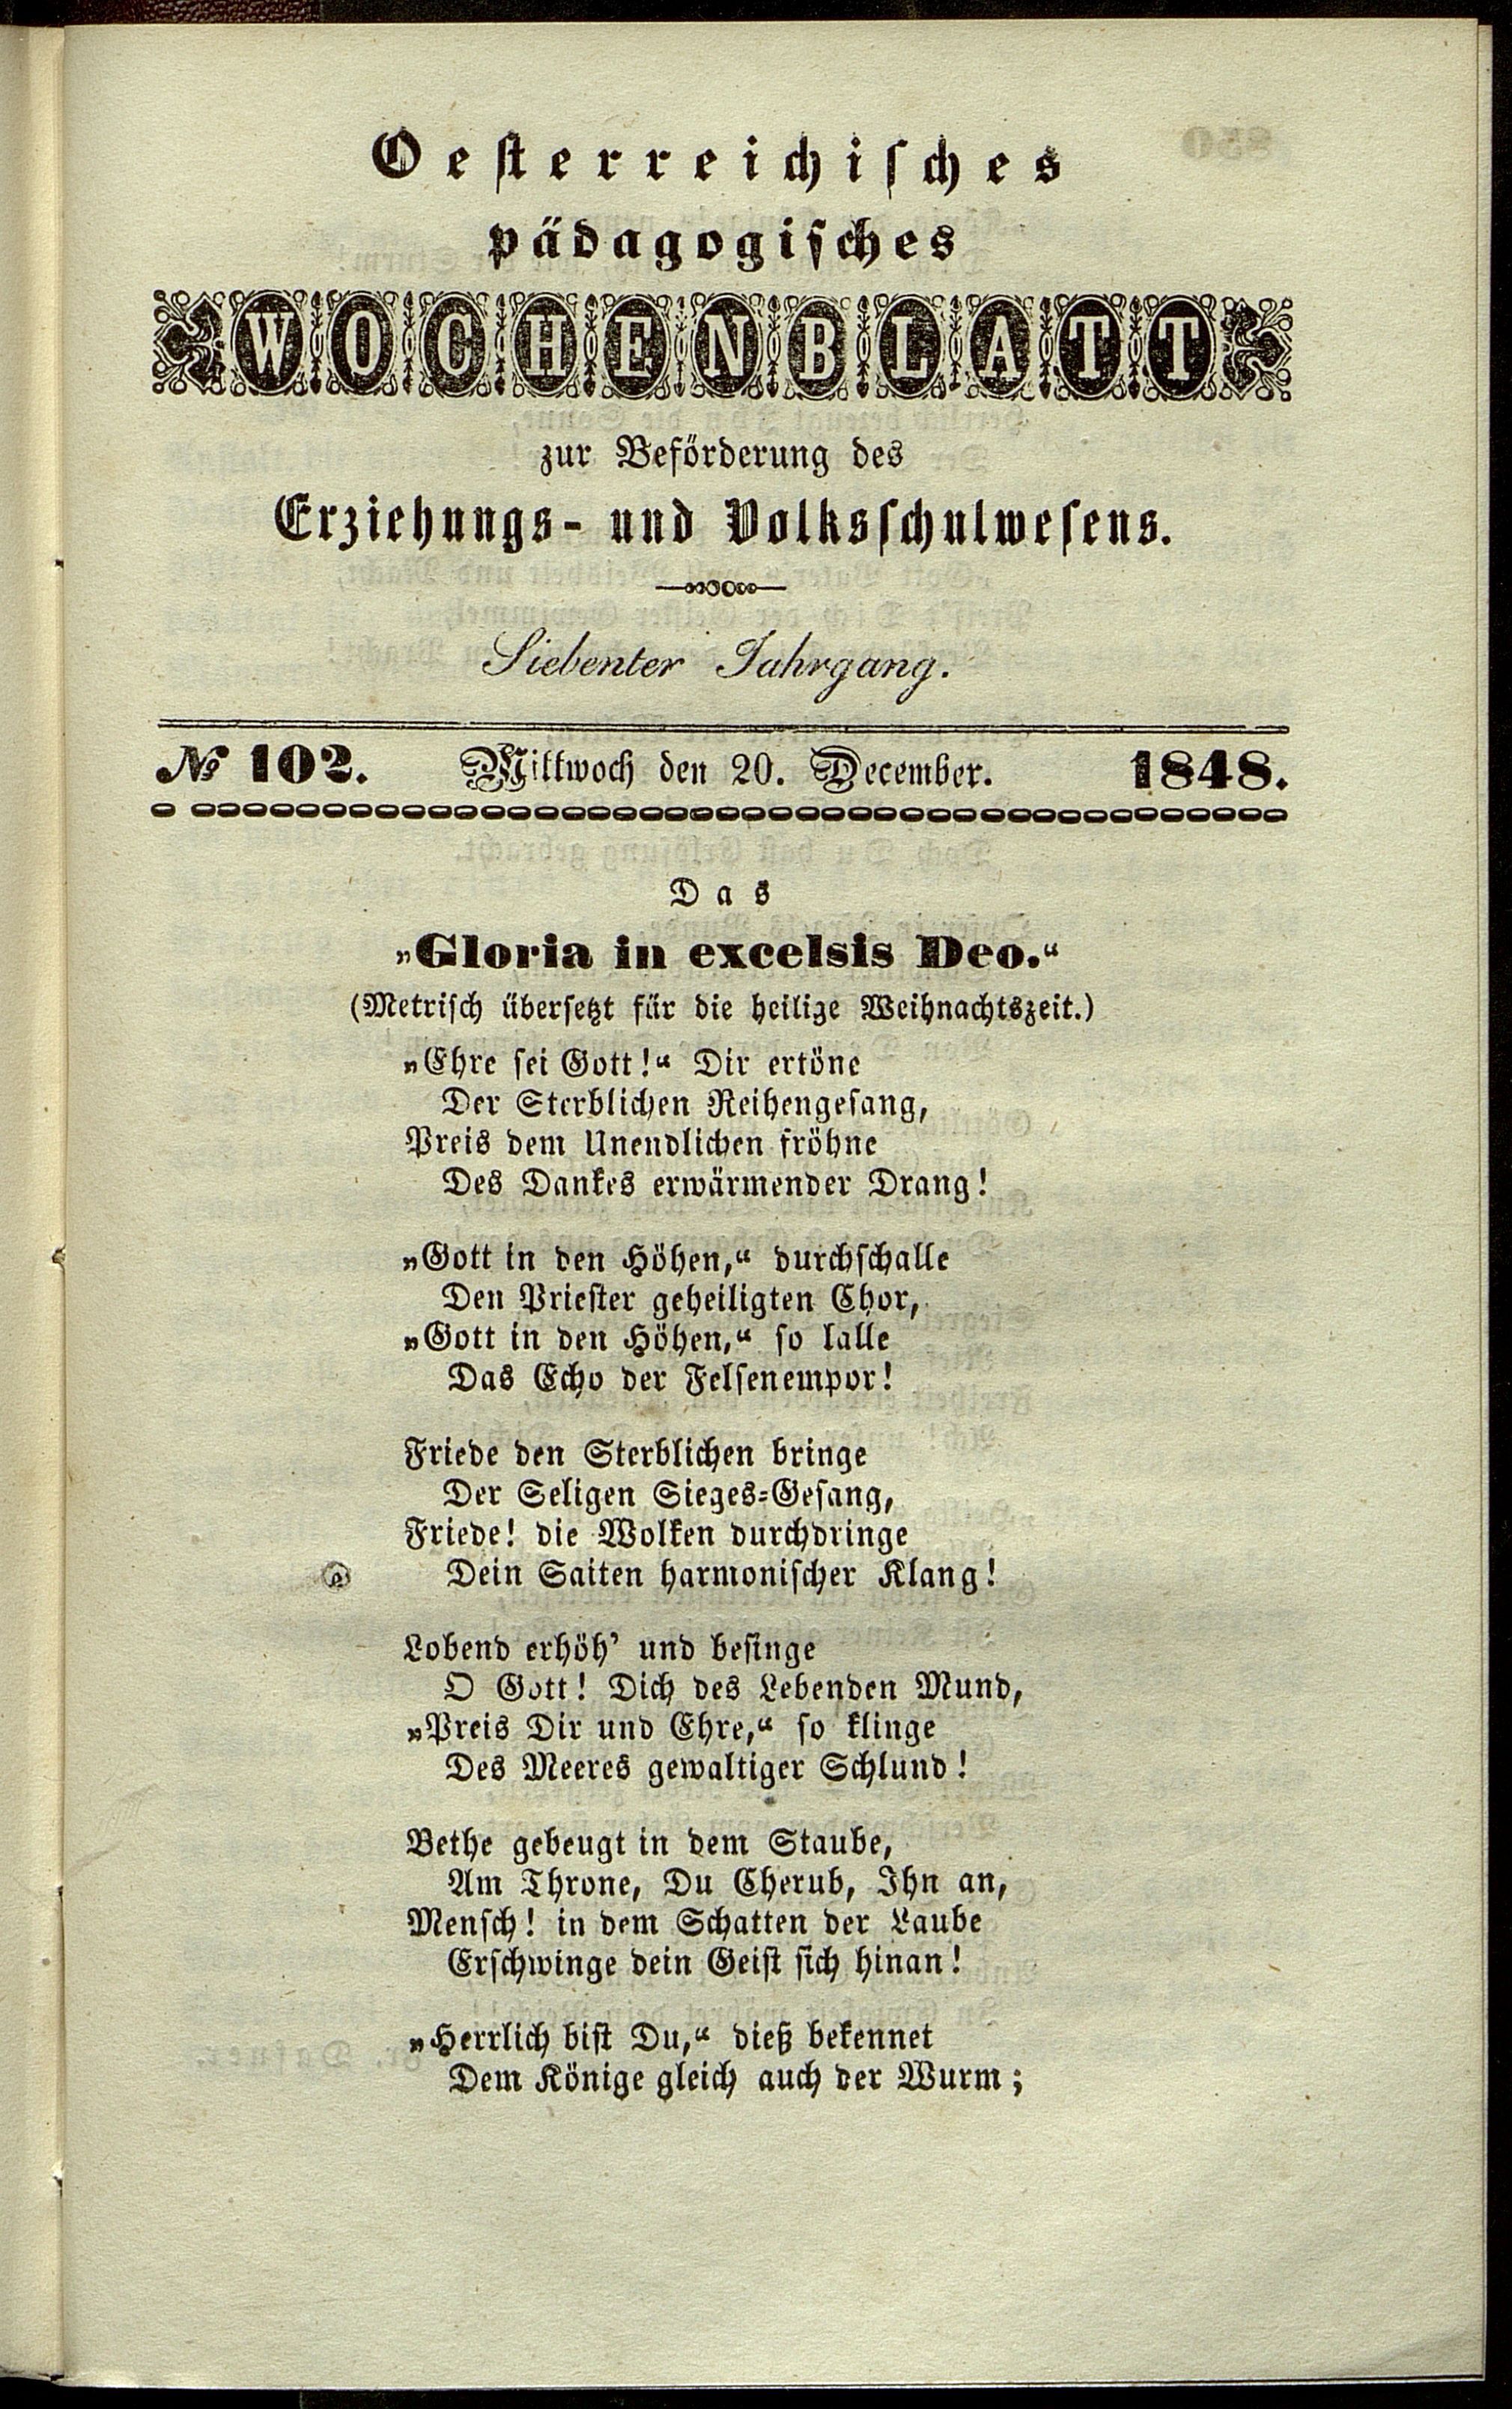 Oesterreichisches
pädagogisches
WOCHENBLATT
zur Beförderung des
Erziehungs- und Volksschulwesens.
Siebenter Jahrgang.
№ 102. Mittwoch den 20. December. 1848.
Das
„Gloria in excelsis Deo.“
(Metrisch übersetzt für die heilige Weihnachtszeit.)
„Ehre sei Gott!“ Dir ertöne
Der Sterblichen Reihengesang,
Preis dem Unendlichen fröhne
Des Dankes erwärmender Drang!
„Gott in den Höhen,“ durchschalle
Den Priester geheiligten Chor,
„Gott in den Höhen,“ so lalle
Das Echo der Felsenempor!
Friede den Sterblichen bringe
Der Seligen Sieges-Gesang,
Friede! die Wolken durchdringe
Dein Saiten harmonischer Klang!
Lobend erhöh' und besinge
O Gott! Dich des Lebenden Mund,
„Preis Dir und Ehre,“ so klinge
Des Meeres gewaltiger Schlund!
Bethe gebeugt in dem Staube,
Am Throne, Du Cherub, Ihn an,
Mensch! in dem Schatten der Laube
Erschwinge dein Geist sich hinan!
„Herrlich bist Du,“ dieß bekennet
Dem Könige gleich auch der Wurm;